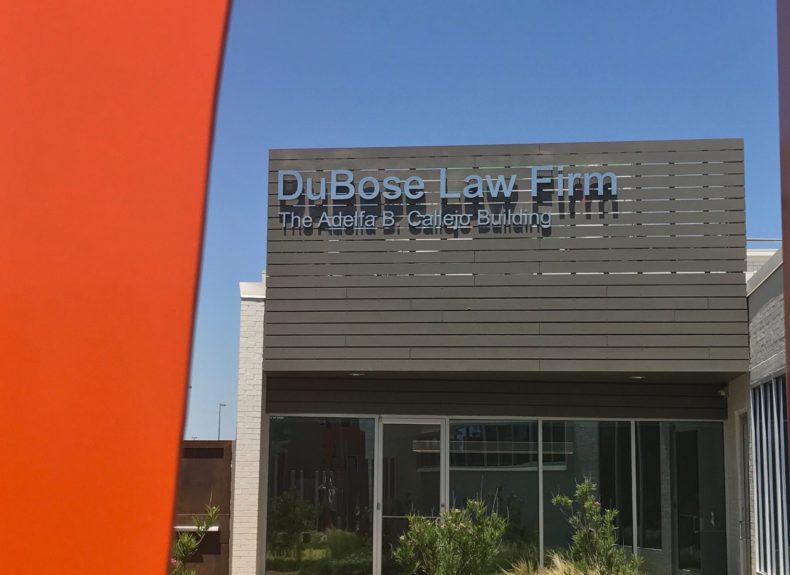 DuBose Law Firm
The Adelfa B. Callejo Building